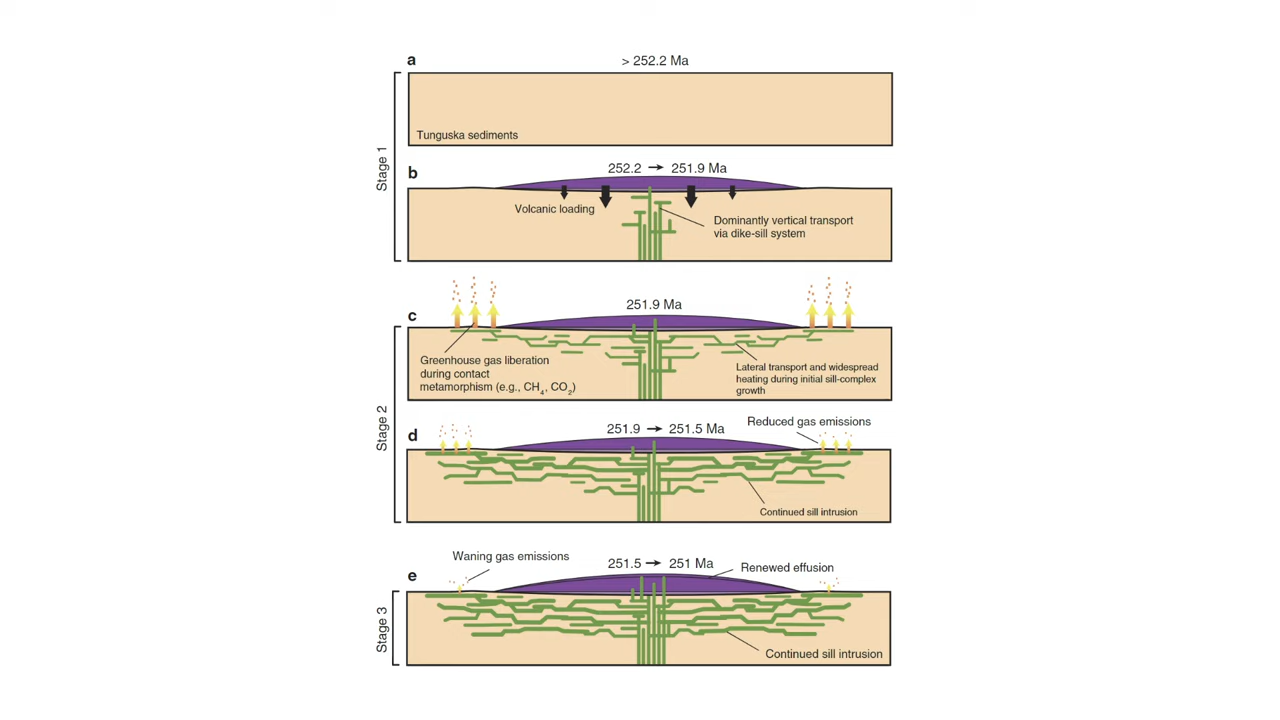 a
> 252.2 Ma
Tunguska sediments
Stage 1
b
252.2 → 251.9 Ma
Volcanic loading
Dominantly vertical transport
via dike-sill system
c
251.9 Ma
Greenhouse gas liberation
during contact
metamorphism (e.g., CH₄, CO₂)
Lateral transport and widespread
heating during initial sill-complex
growth
Stage 2
d
251.9 → 251.5 Ma
Reduced gas emissions
Continued sill intrusion
e
Waning gas emissions
251.5 → 251 Ma
Renewed effusion
Stage 3
Continued sill intrusion